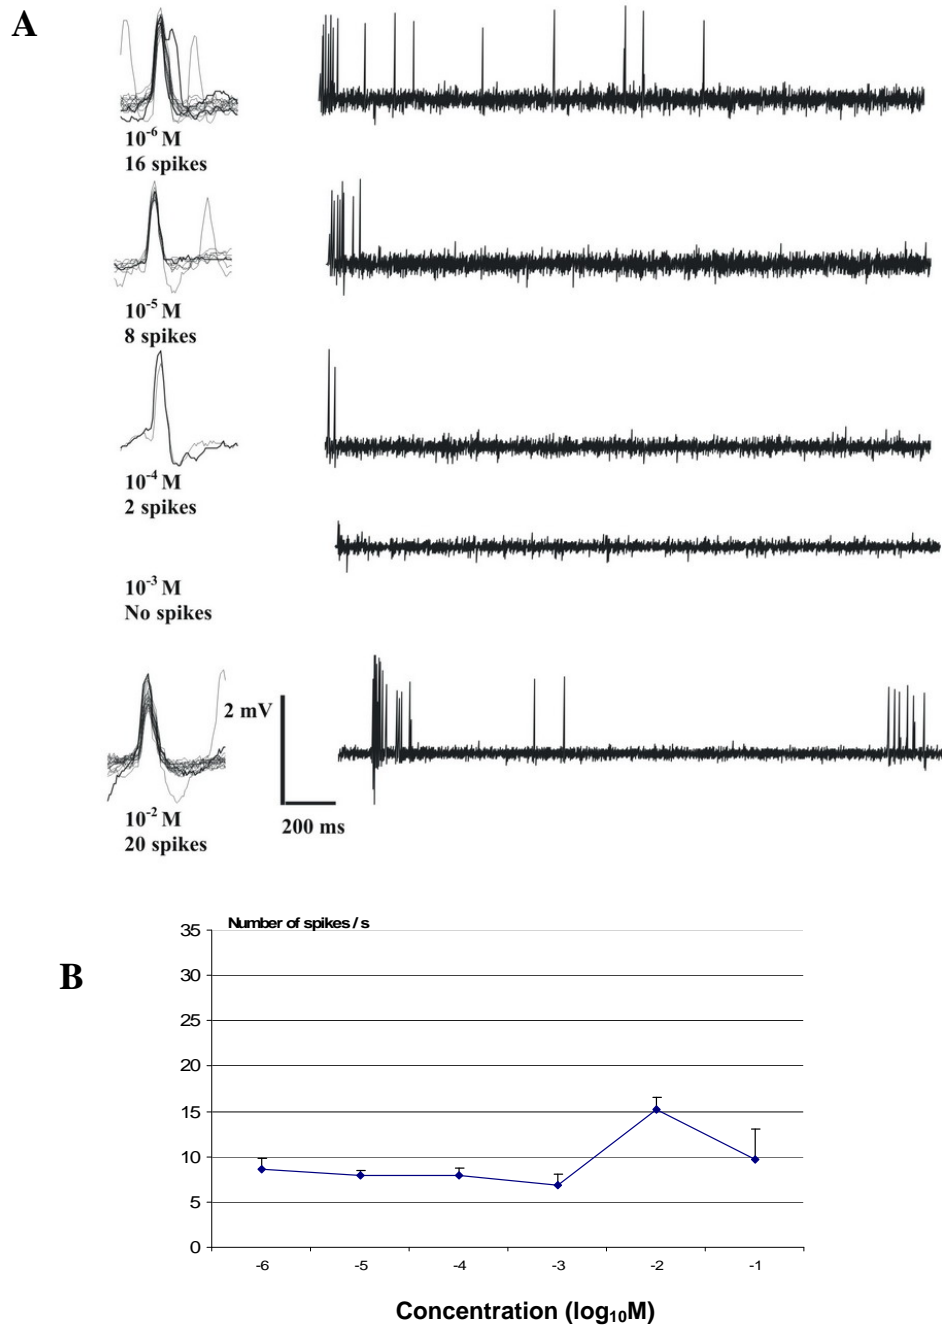 A
10⁻⁶ M
16 spikes
10⁻⁵ M
8 spikes
10⁻⁴ M
2 spikes
10⁻³ M
No spikes
2 mV
200 ms
10⁻² M
20 spikes
B
Number of spikes / s
35
30
25
20
15
10
5
0
-6 -5 -4 -3 -2 -1
Concentration (log₁₀M)